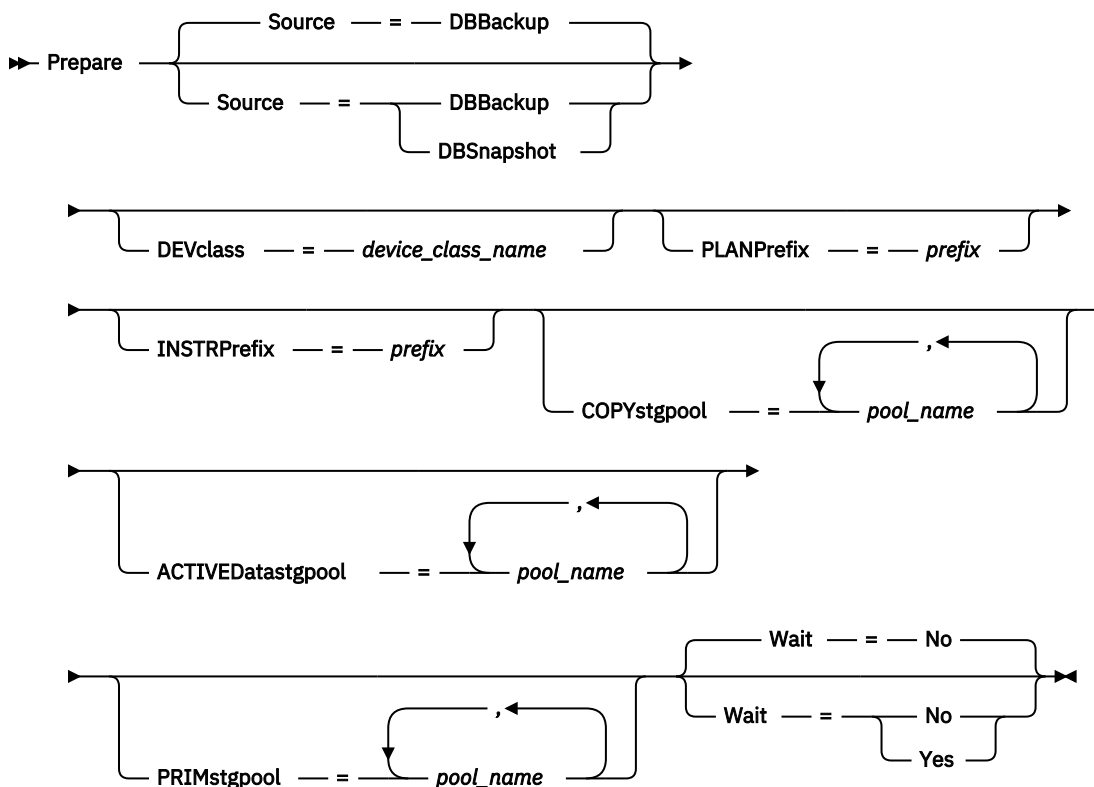 Source = DBBackup
Prepare
Source = DBBackup
DBSnapshot
DEVclass = device_class_name PLANPrefix = prefix
INSTRPrefix = prefix
,
COPYstgpool = pool_name
,
ACTIVEDatastgpool = pool_name
Wait = No
,
Wait = No
Yes
PRIMstgpool = pool_name